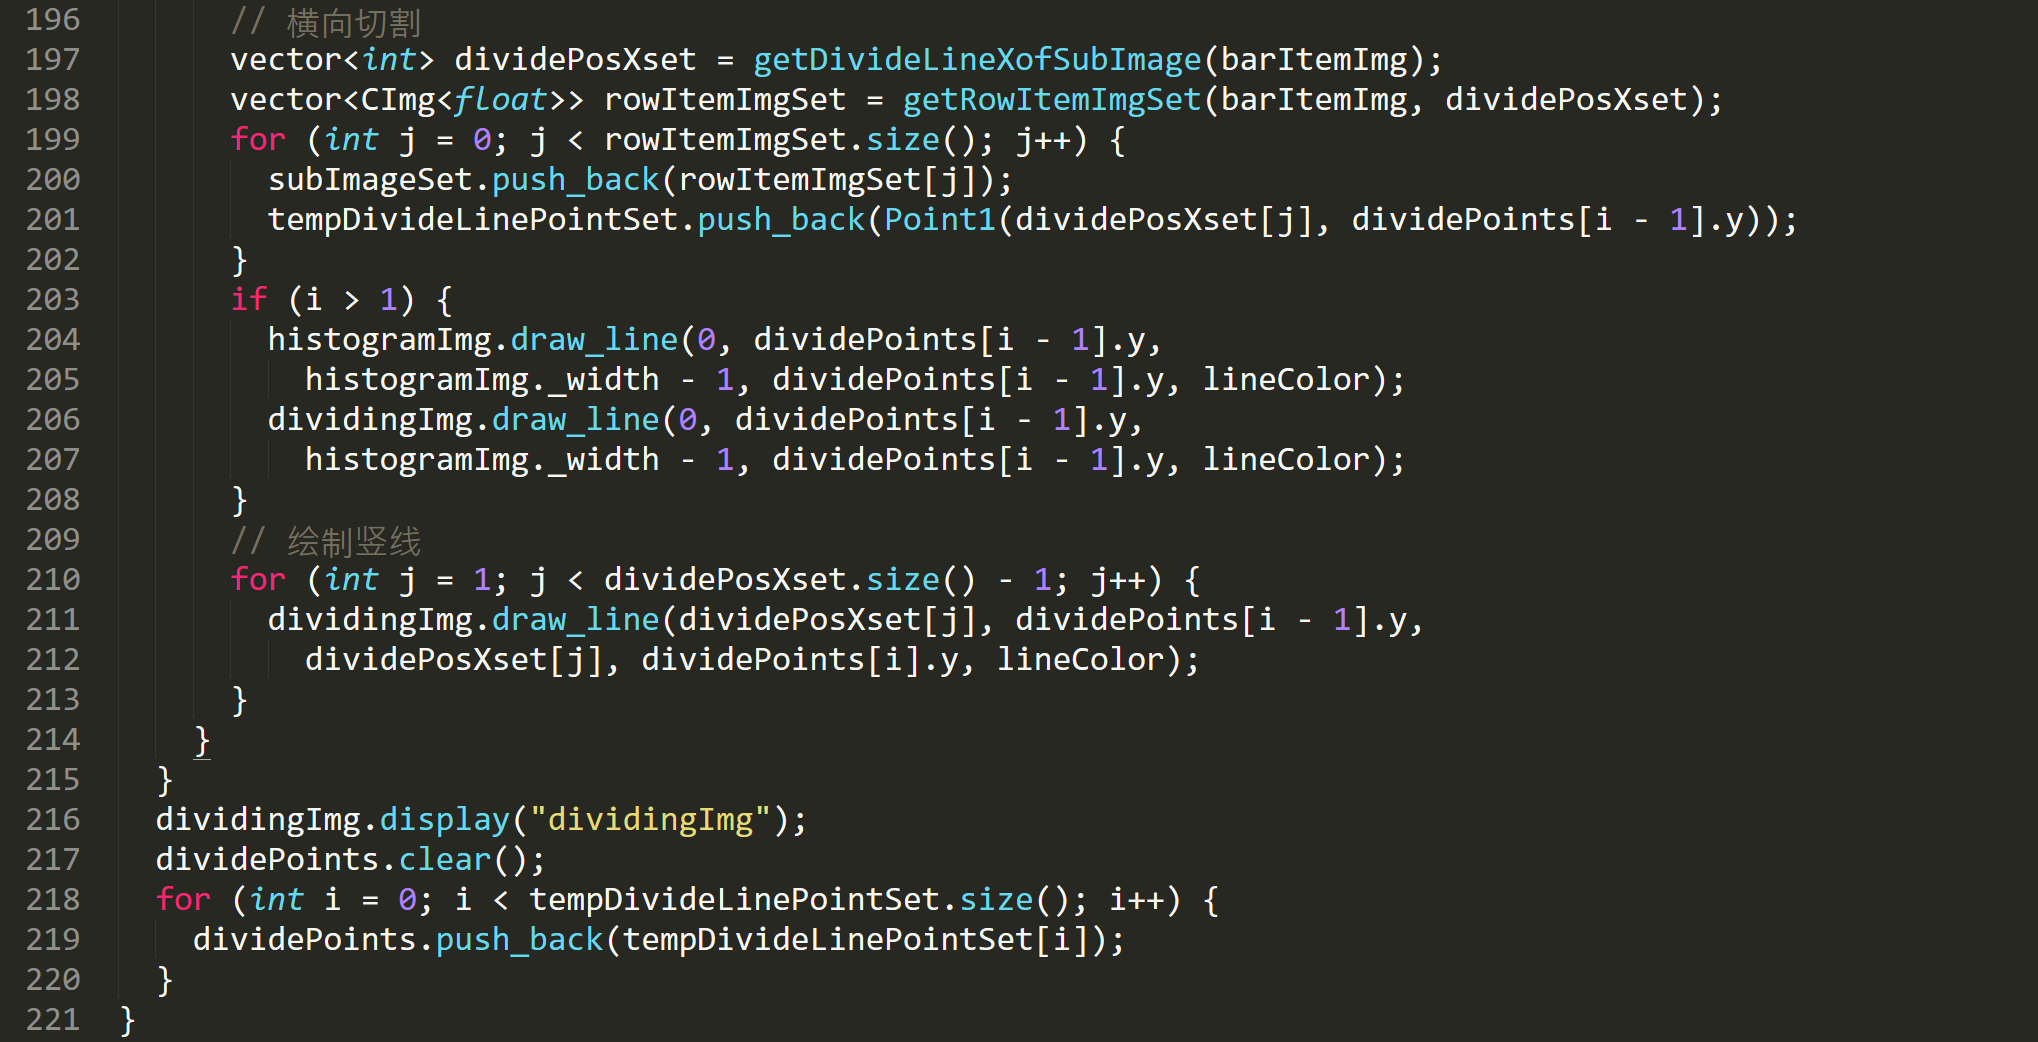 196 // 横向切割
197 vector<int> dividePosXset = getDivideLineXofSubImage(barItemImg);
198 vector<CImg<float>> rowItemImgSet = getRowItemImgSet(barItemImg, dividePosXset);
199 for (int j = 0; j < rowItemImgSet.size(); j++) {
200 subImageSet.push_back(rowItemImgSet[j]);
201 tempDivideLinePointSet.push_back(Point1(dividePosXset[j], dividePoints[i - 1].y));
202 }
203 if (i > 1) {
204 histogramImg.draw_line(0, dividePoints[i - 1].y,
205 histogramImg._width - 1, dividePoints[i - 1].y, lineColor);
206 dividingImg.draw_line(0, dividePoints[i - 1].y,
207 histogramImg._width - 1, dividePoints[i - 1].y, lineColor);
208 }
209 // 绘制竖线
210 for (int j = 1; j < dividePosXset.size() - 1; j++) {
211 dividingImg.draw_line(dividePosXset[j], dividePoints[i - 1].y,
212 dividePosXset[j], dividePoints[i].y, lineColor);
213 }
214 }
215 }
216 dividingImg.display("dividingImg");
217 dividePoints.clear();
218 for (int i = 0; i < tempDivideLinePointSet.size(); i++) {
219 dividePoints.push_back(tempDivideLinePointSet[i]);
220 }
221 }